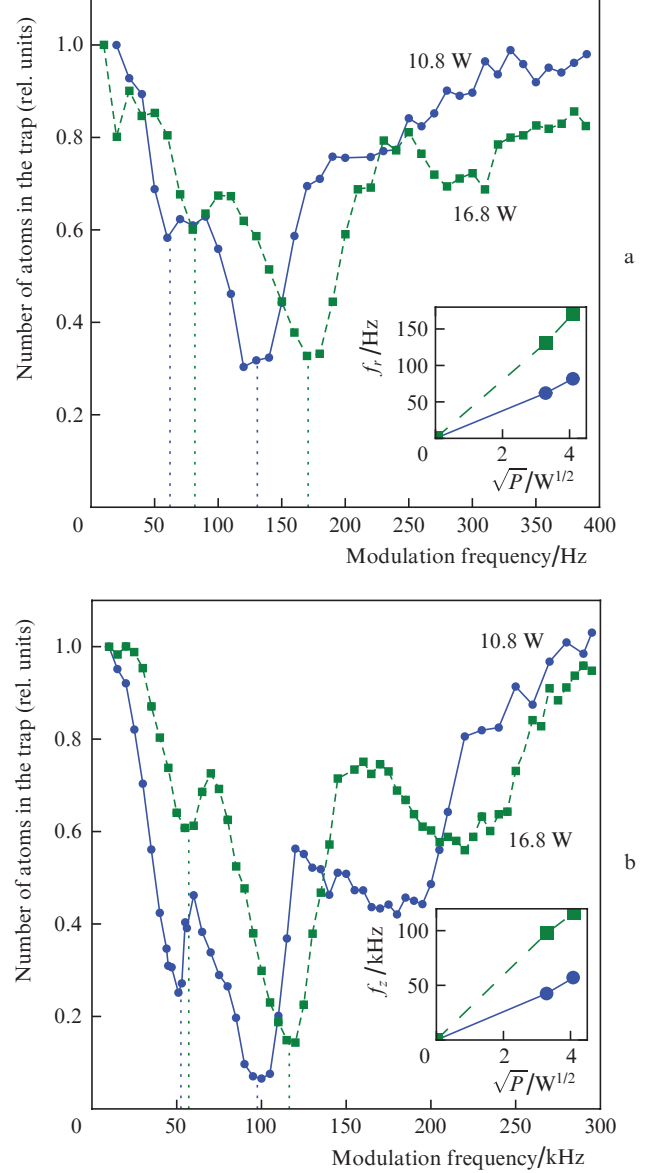 1.0
0.8
0.6
0.4
0.2
0
50
100
150
200
250
300
350
400
Number of atoms in the trap (rel. units)
Modulation frequency/Hz
10.8 W
16.8 W
a
150
100
50
0
2
4
f_r /Hz
√P/W^1/2
1.0
0.8
0.6
0.4
0.2
0
50
100
150
200
250
300
Number of atoms in the trap (rel. units)
Modulation frequency/kHz
10.8 W
16.8 W
b
100
50
0
2
4
f_z /kHz
√P/W^1/2